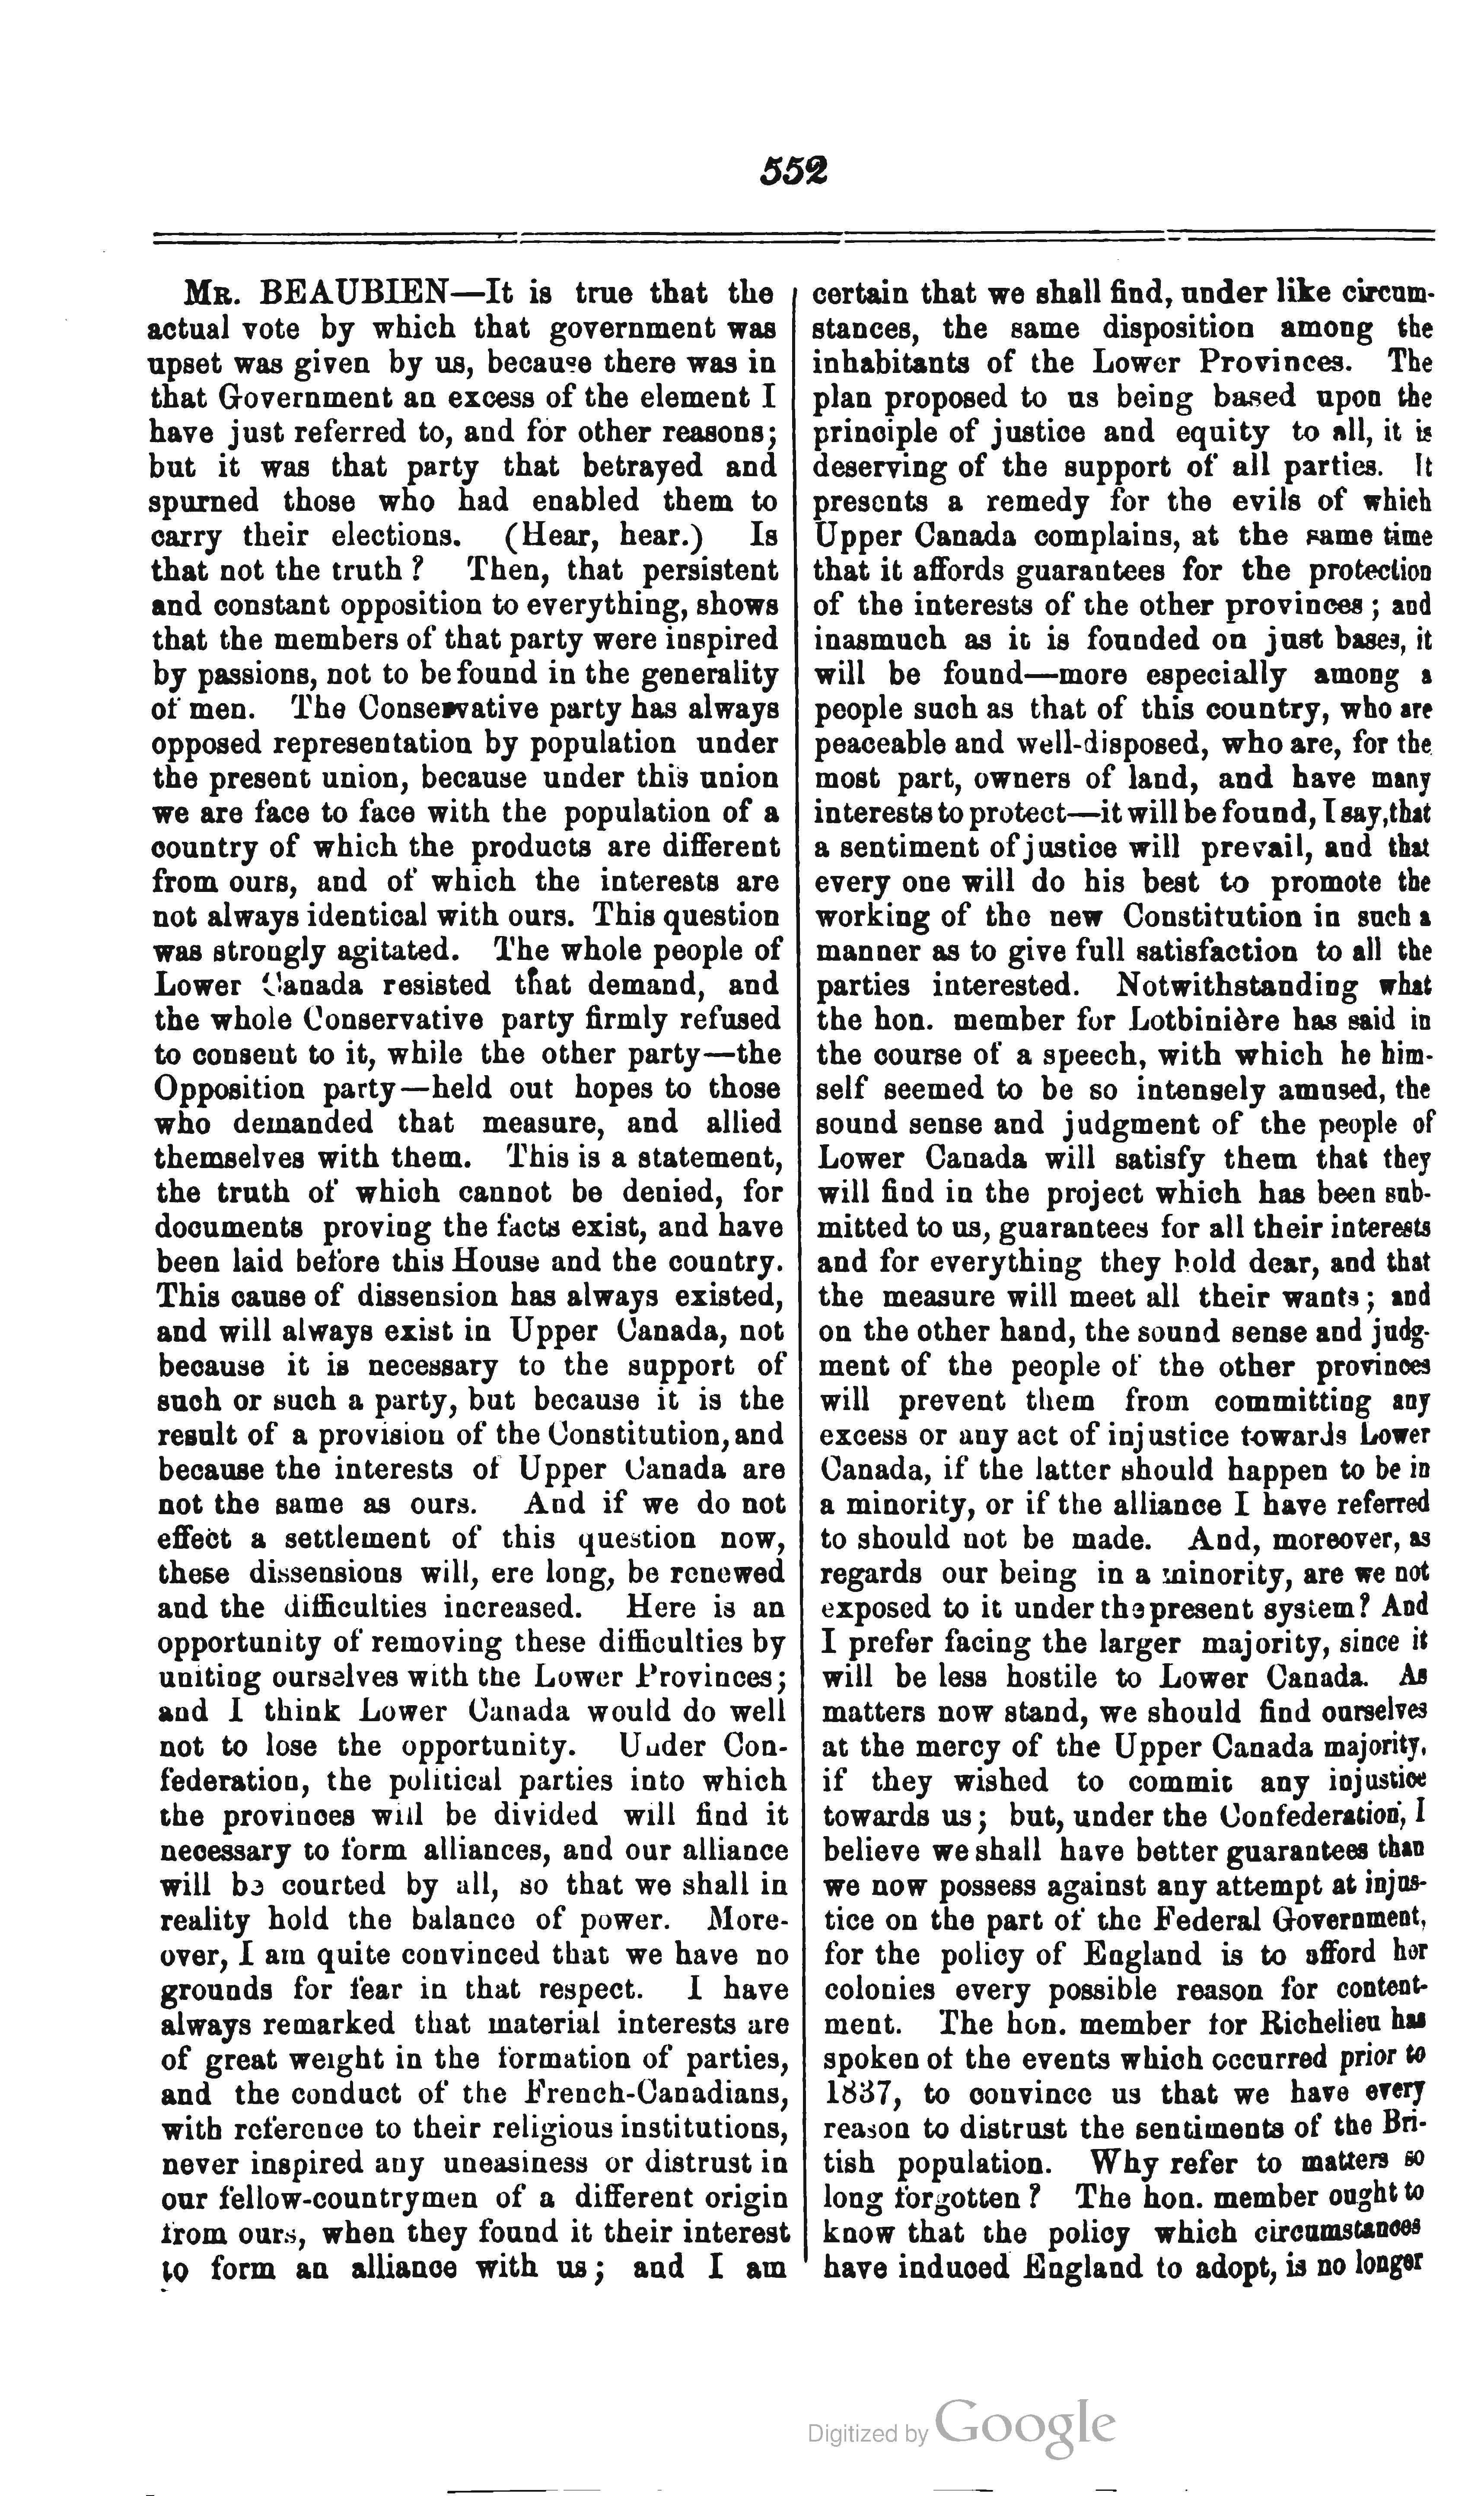 552
MR. BEAUBIEN—It is true that the
actual vote by which that government was
upset was given by us, because there was in
that Government an excess of the element I
have just referred to, and for other reasons;
but it was that party that betrayed and
spurned those who had enabled them to
carry their elections. (Hear, hear.) Is
that not the truth? Then, that persistent
and constant opposition to everything, shows
that the members of that party were inspired
by passions, not to be found in the generality
of men. The Conservative party has always
opposed representation by population under
the present union, because under this union
we are face to face with the population of a
country of which the products are different
from ours, and of which the interests are
not always identical with ours. This question
was strongly agitated. The whole people of
Lower Canada resisted that demand, and
the whole Conservative party firmly refused
to consent to it, while the other party—the
Opposition party—held out hopes to those
who demanded that measure, and allied
themselves with them. This is a statement,
the truth of which cannot be denied, for
documents proving the facts exist, and have
been laid before this House and the country.
This cause of dissension has always existed,
and will always exist in Upper Canada, not
because it is necessary to the support of
such or such a party, but because it is the
result of a provision of the Constitution, and
because the interests of Upper Canada are
not the same as ours. And if we do not
effect a settlement of this question now,
these dissensions will, ere long, be renewed
and the difficulties increased. Here is an
opportunity of removing these difficulties by
uniting ourselves with the Lower Provinces;
and I think Lower Canada would do well
not to lose the opportunity. Under Con-
federation, the political parties into which
the provinces will be divided will find it
necessary to form alliances, and our alliance
will be courted by all, so that we shall in
reality hold the balance of power. More-
over, I am quite convinced that we have no
grounds for fear in that respect. I have
always remarked that material interests are
of great weight in the formation of parties,
and the conduct of the French-Canadians,
with reference to their religious institutions,
never inspired any uneasiness or distrust in
our fellow-countrymen of a different origin
from ours, when they found it their interest
to form an alliance with us; and I am
certain that we shall find, under like circum-
stances, the same disposition among the
inhabitants of the Lower Provinces. The
plan proposed to us being based upon the
principle of justice and equity to all, it is
deserving of the support of all parties. It
presents a remedy for the evils of which
Upper Canada complains, at the same time
that it affords guarantees for the protection
of the interests of the other provinces; and
inasmuch as it is founded on just bases, it
will be found—more especially among a
people such as that of this country, who are
peaceable and well-disposed, who are, for the
most part, owners of land, and have many
interests to protect—it will be found, I say, that
a sentiment of justice will prevail, and that
every one will do his best to promote the
working of the new Constitution in such a
manner as to give full satisfaction to all the
parties interested. Notwithstanding what
the hon. member for Lotbinière has said in
the course of a speech, with which he him-
self seemed to be so intensely amused, the
sound sense and judgment of the people of
Lower Canada will satisfy them that they
will find in the project which has been sub-
mitted to us, guarantees for all their interests
and for everything they hold dear, and that
the measure will meet all their wants; and
on the other hand, the sound sense and judg-
ment of the people of the other provinces
will prevent them from committing any
excess or any act of injustice towards Lower
Canada, if the latter should happen to be in
a minority, or if the alliance I have referred
to should not be made. And, moreover, as
regards our being in a minority, are we not
exposed to it under the present system? And
I prefer facing the larger majority, since it
will be less hostile to Lower Canada. As
matters now stand, we should find ourselves
at the mercy of the Upper Canada majority,
if they wished to commit any injustice
towards us; but, under the Confederation, I
believe we shall have better guarantees than
we now possess against any attempt at injus-
tice on the part of the Federal Government,
for the policy of England is to afford her
colonies every possible reason for content-
ment. The hon. member for Richelieu has
spoken of the events which occurred prior to
1837, to convince us that we have every
reason to distrust the sentiments of the Bri-
tish population. Why refer to matters so
long forgotten? The hon. member ought to
know that the policy which circumstances
have induced England to adopt, is no longer
Digitized by Google